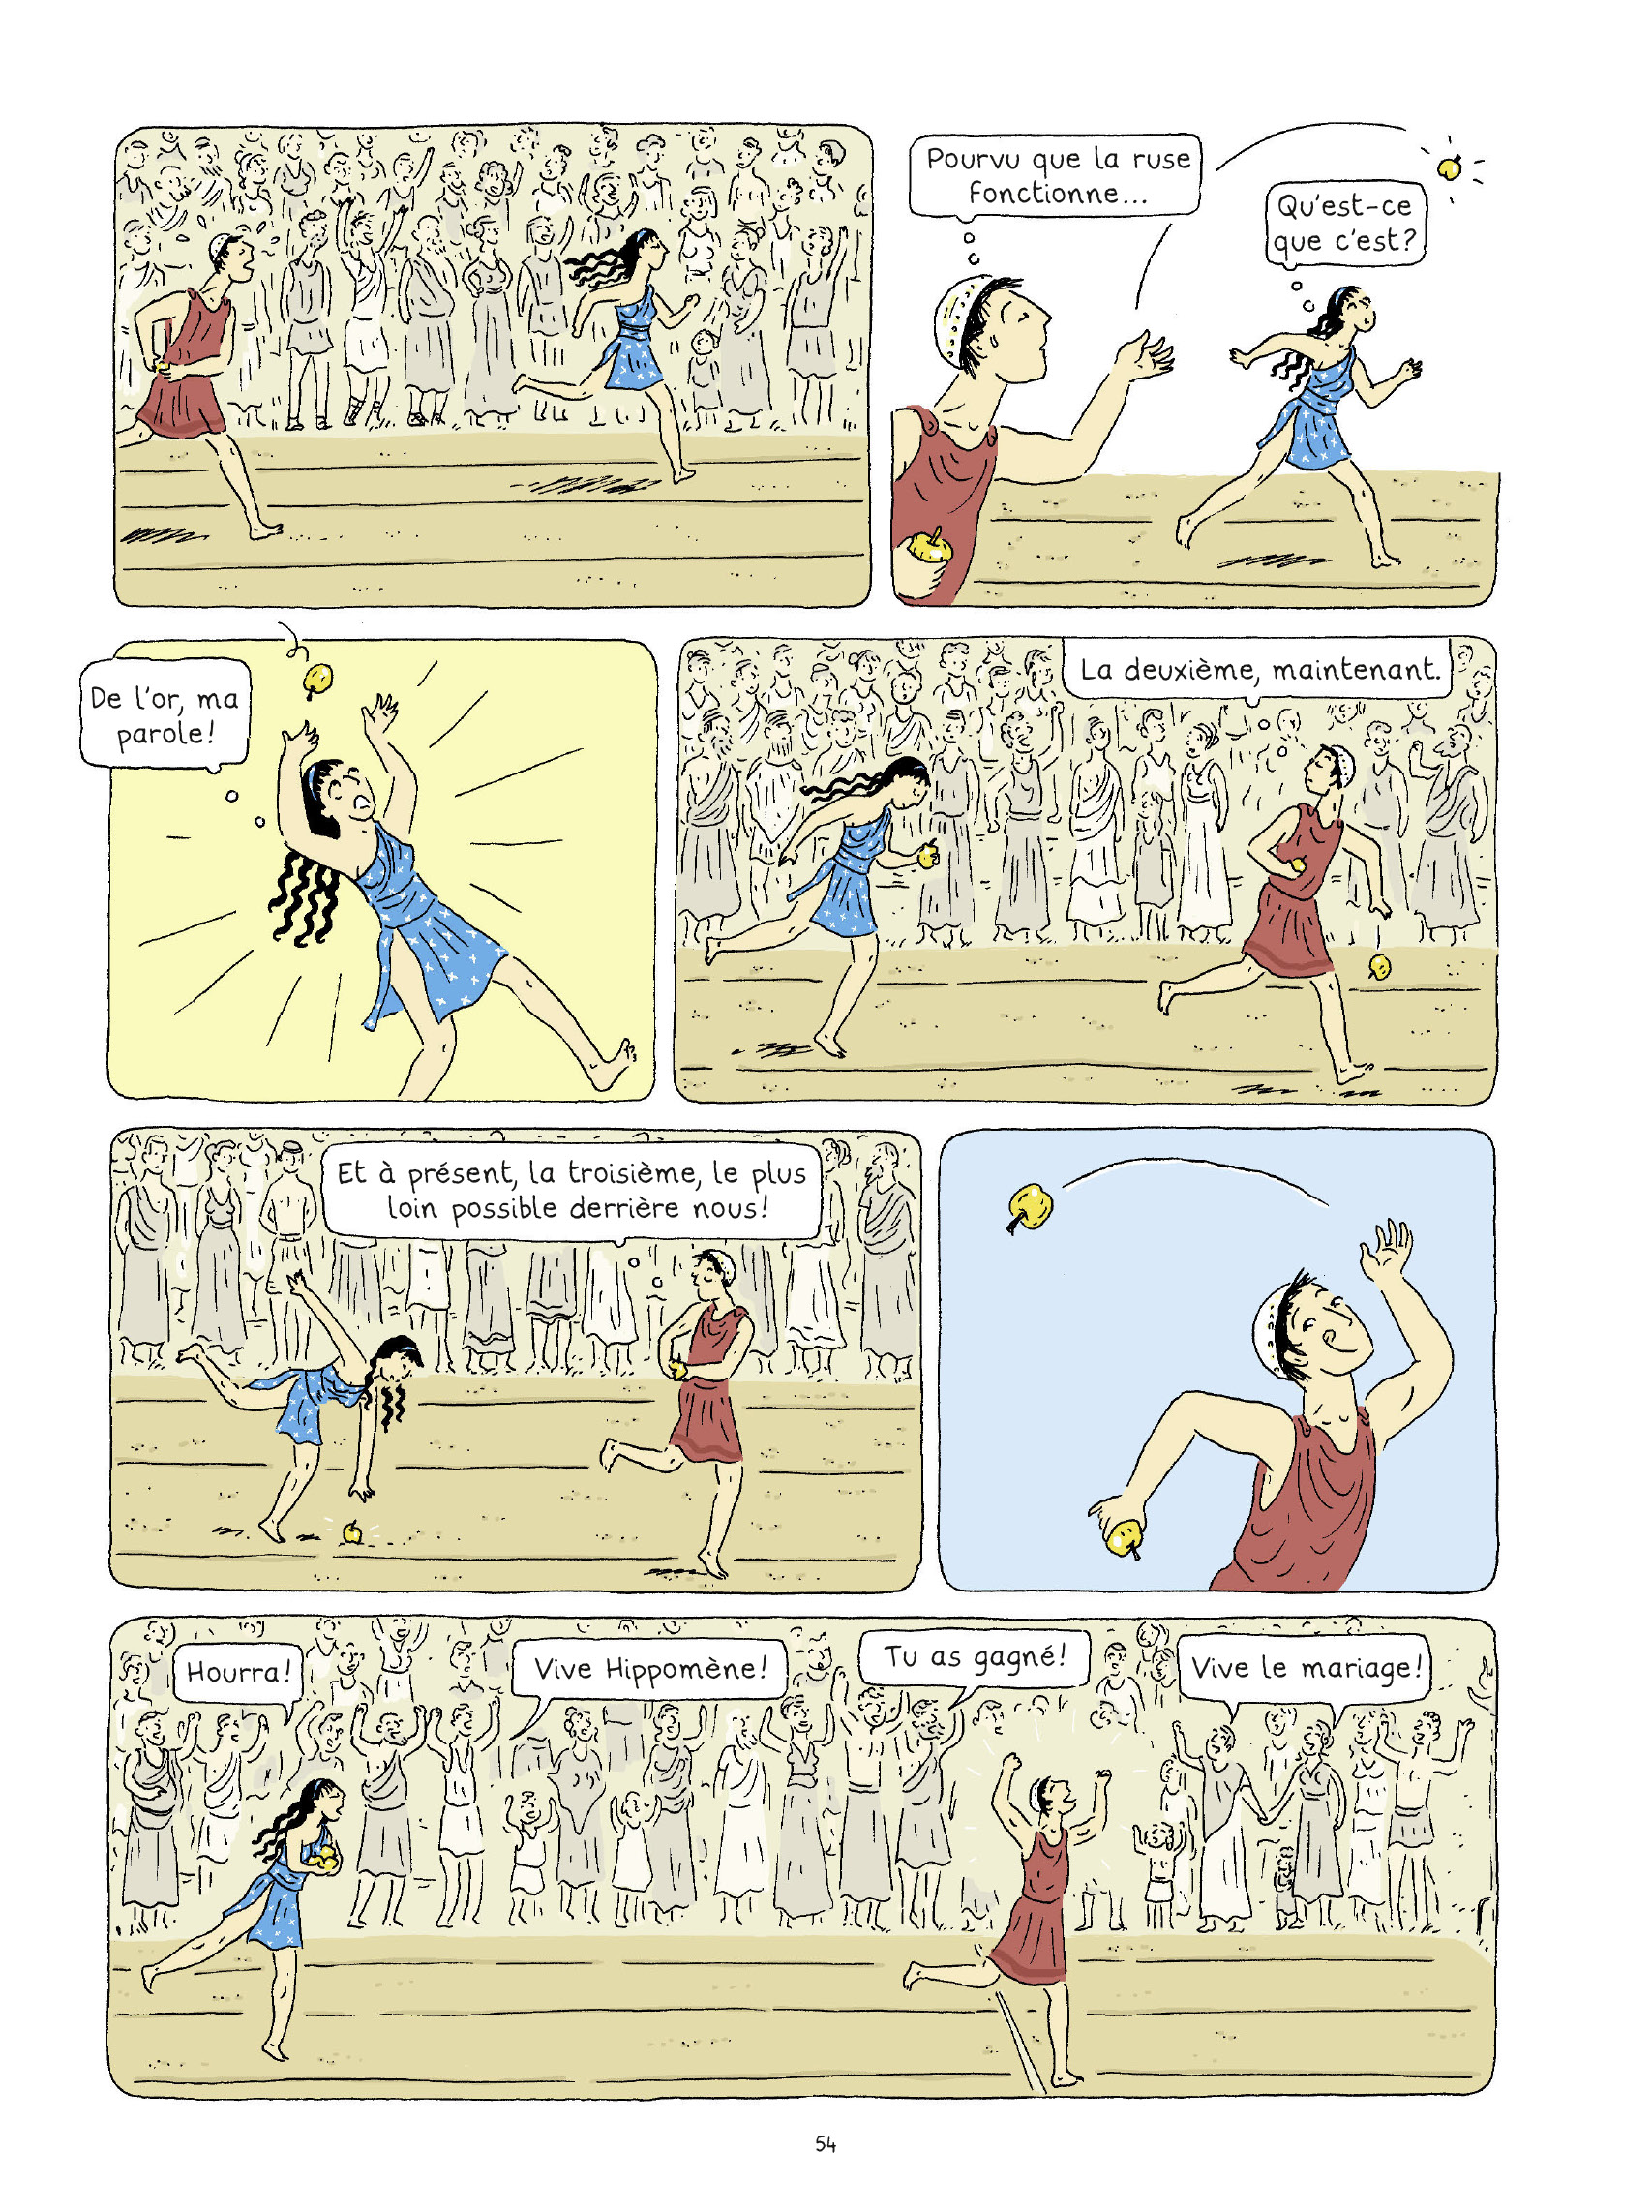 Pourvu que la ruse
fonctionne...
Qu'est-ce
que c'est?
De l'or, ma
parole!
La deuxième, maintenant.
Et à présent, la troisième, le plus
loin possible derrière nous!
Hourra!
Vive Hippomène!
Tu as gagné!
Vive le mariage!
54